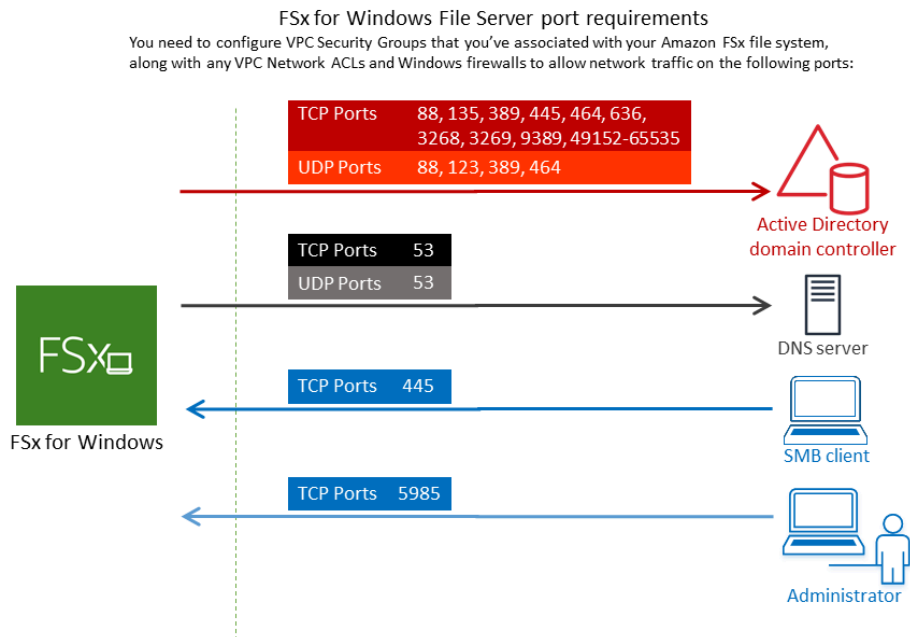 FSx for Windows File Server port requirements
You need to configure VPC Security Groups that you've associated with your Amazon FSx file system,
along with any VPC Network ACLs and Windows firewalls to allow network traffic on the following ports:
TCP Ports 88, 135, 389, 445, 464, 636,
3268, 3269, 9389, 49152-65535
UDP Ports 88, 123, 389, 464
Active Directory
domain controller
TCP Ports 53
UDP Ports 53
DNS server
FSx
FSx for Windows
TCP Ports 445
SMB client
TCP Ports 5985
Administrator